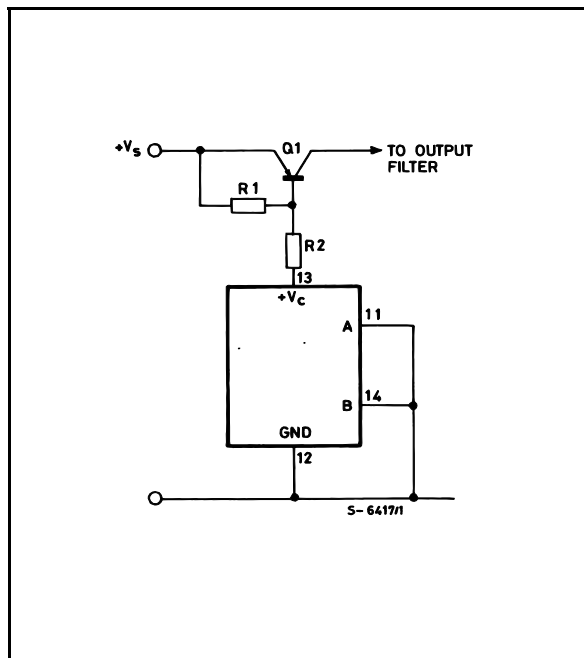 +Vs
Q1
TO OUTPUT
FILTER
R1
R2
13
+Vc
11
A
14
B
GND
12
S-6417/1